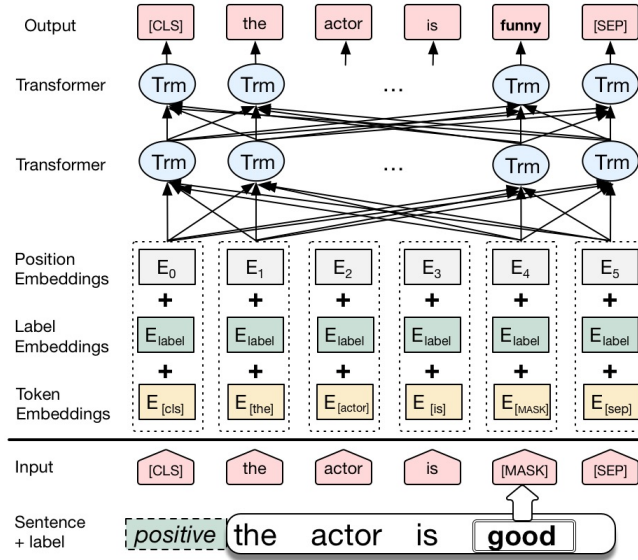 Output [CLS] the actor is funny [SEP]
Transformer Trm Trm ... Trm Trm
Transformer Trm Trm ... Trm Trm
Position Embeddings E0 E1 E2 E3 E4 E5
+ + + + + +
Label Embeddings Elabel Elabel Elabel Elabel Elabel Elabel
+ + + + + +
Token Embeddings E[cls] E[the] E[actor] E[is] E[MASK] E[sep]
Input [CLS] the actor is [MASK] [SEP]
Sentence + label positive the actor is good